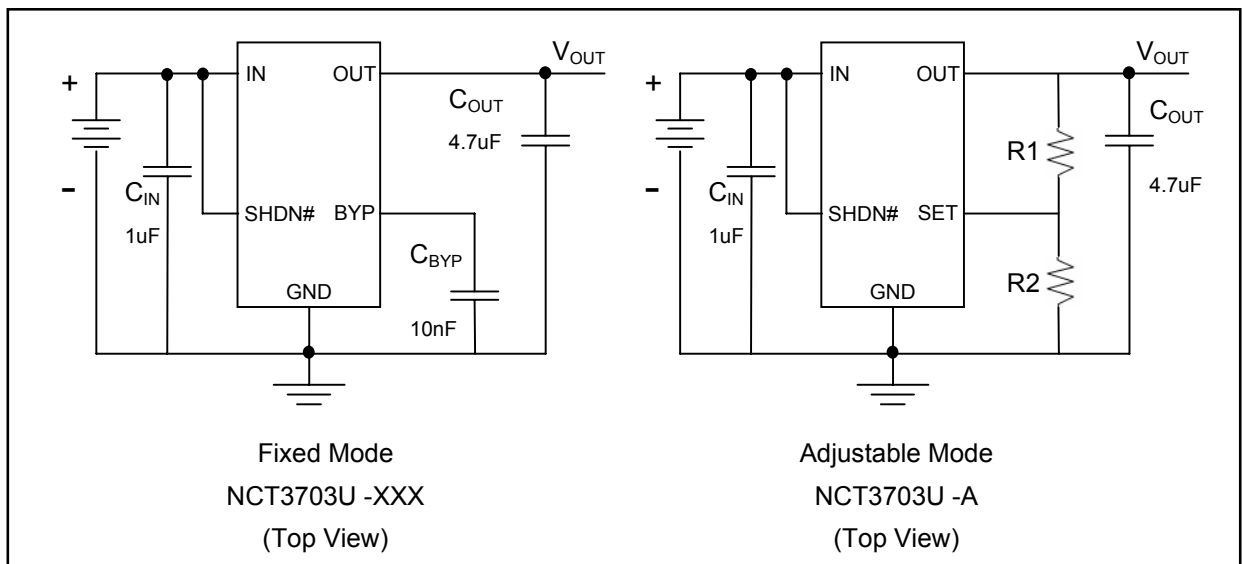 +
-
C_IN
1uF
IN
OUT
SHDN#
BYP
GND
V_OUT
C_OUT
4.7uF
C_BYP
10nF
Fixed Mode
NCT3703U -XXX
(Top View)
+
-
C_IN
1uF
IN
OUT
SHDN#
SET
GND
V_OUT
R1
R2
C_OUT
4.7uF
Adjustable Mode
NCT3703U -A
(Top View)